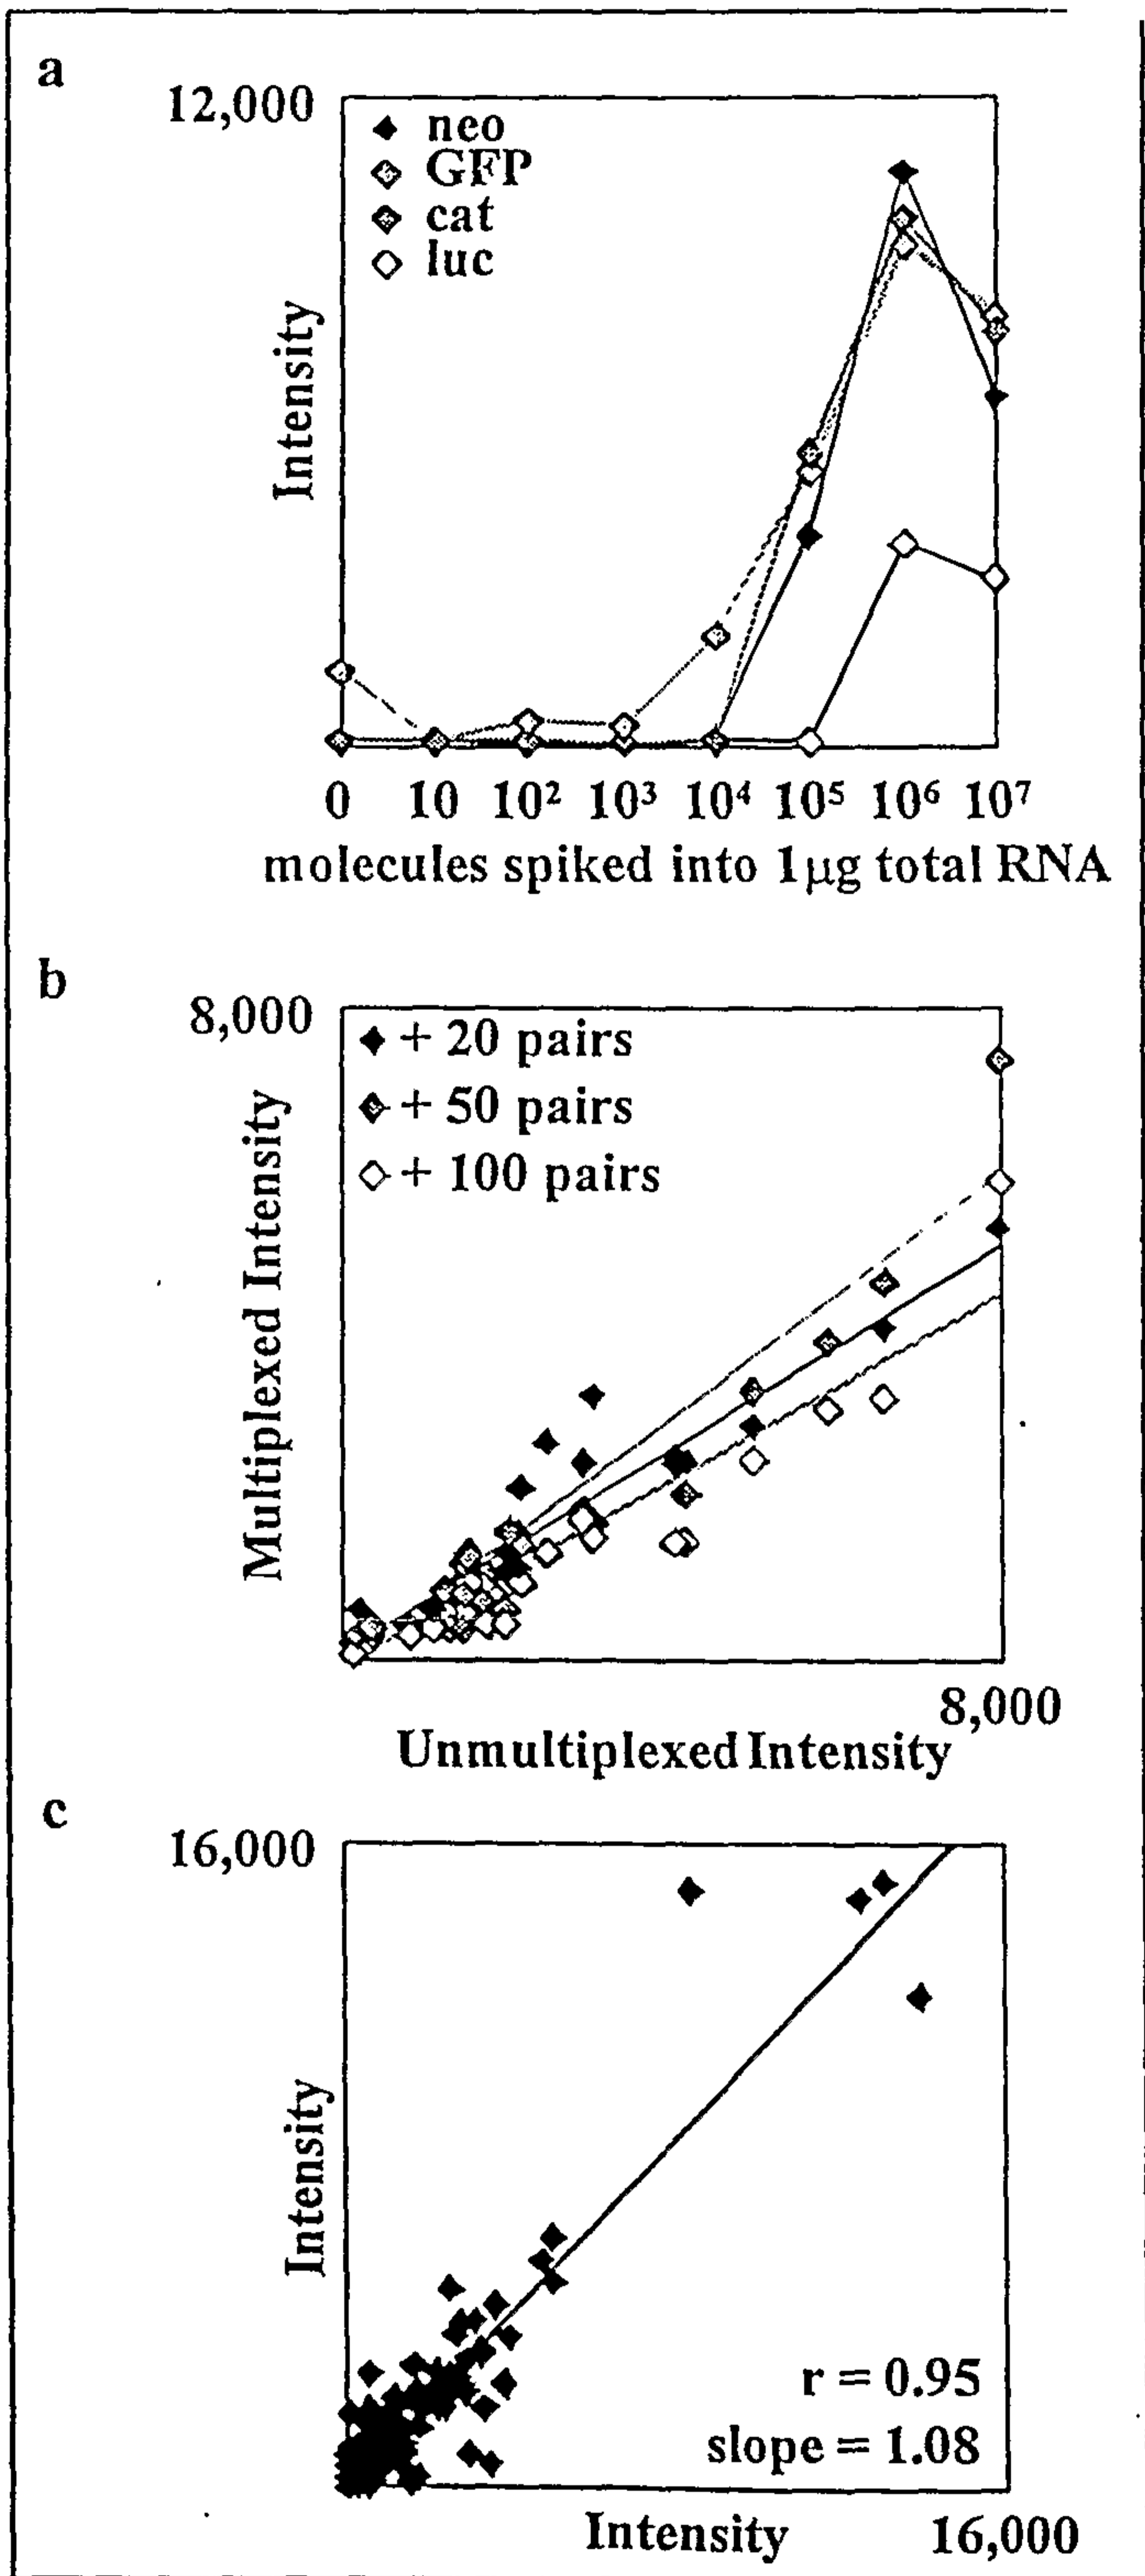 a
12,000
neo
GFP
cat
luc
Intensity
0 10 10² 10³ 10⁴ 10⁵ 10⁶ 10⁷
molecules spiked into 1μg total RNA
b
8,000
+ 20 pairs
+ 50 pairs
+ 100 pairs
Multiplexed Intensity
8,000
Unmultiplexed Intensity
c
16,000
Intensity
r = 0.95
slope = 1.08
Intensity 16,000